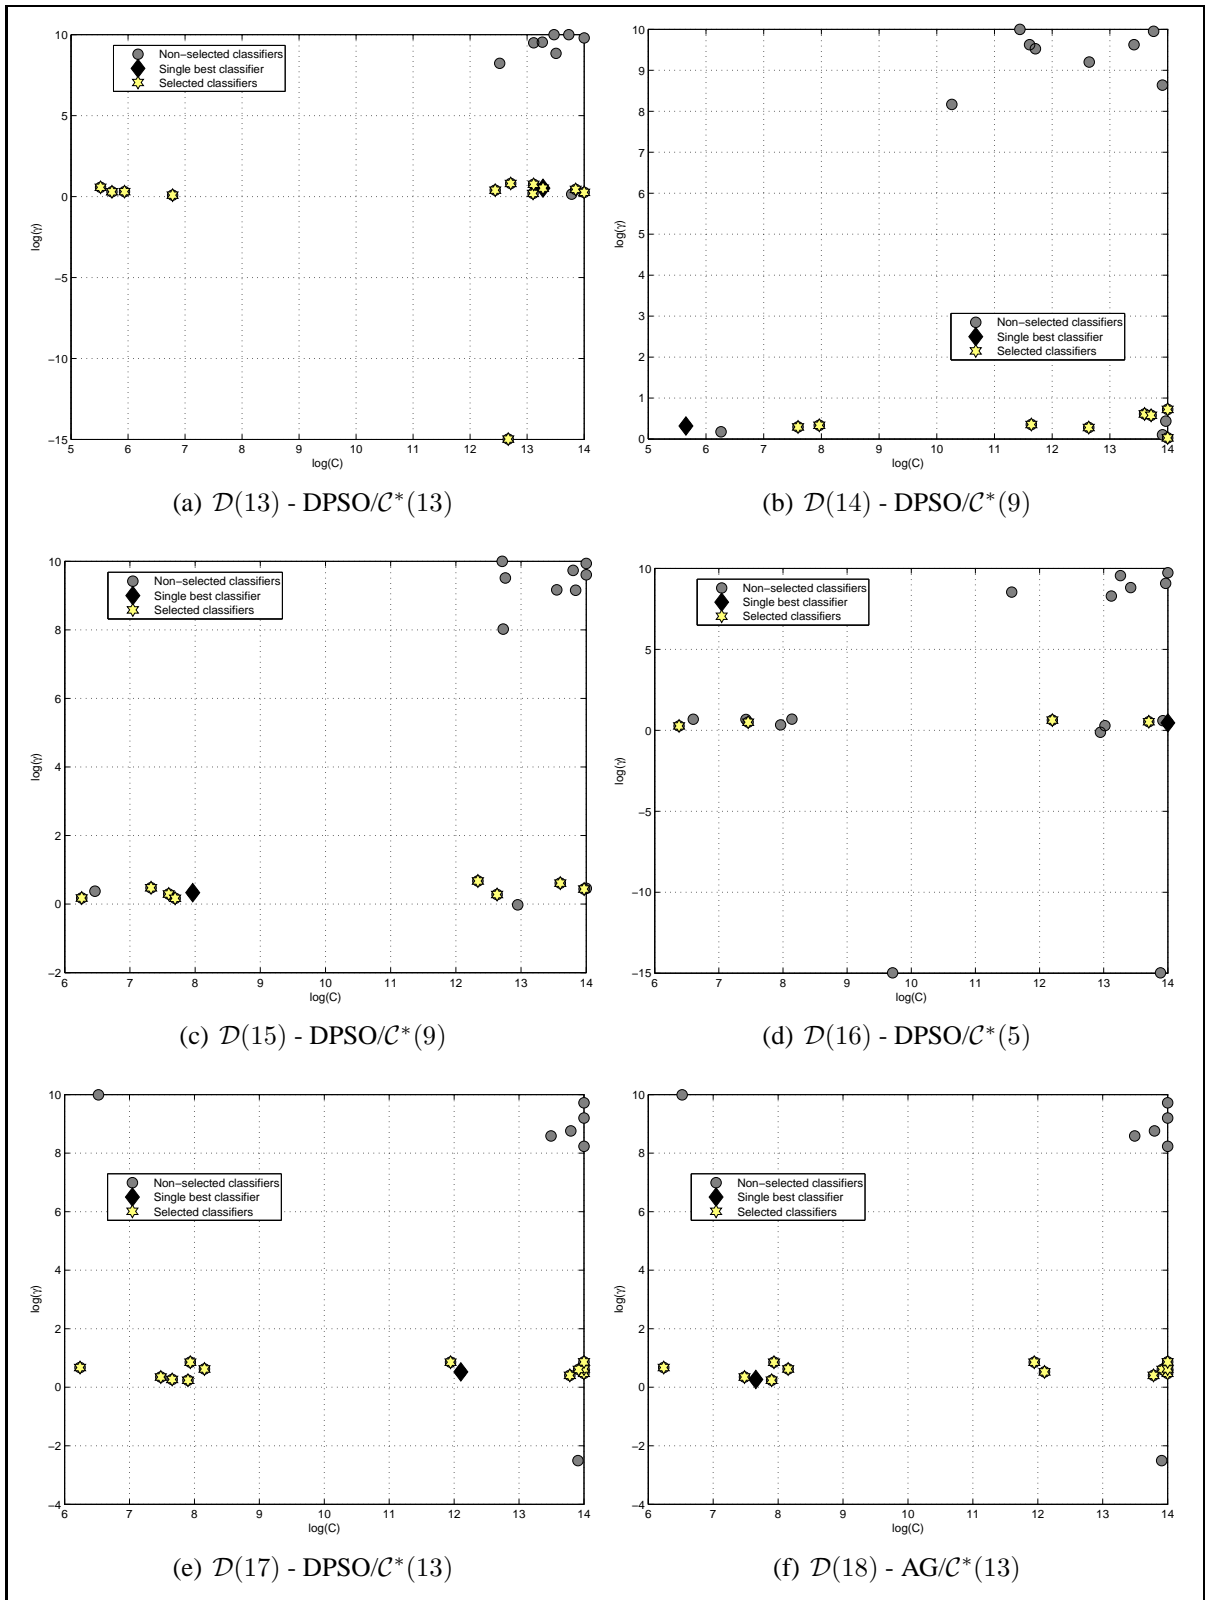 10
5
0
−5
−10
−15
log(γ)
Non−selected classifiers
Single best classifier
Selected classifiers
5 6 7 8 9 10 11 12 13 14
log(C)
(a) 𝒟(13) - DPSO/𝒞*(13)
10
9
8
7
6
5
4
3
2
1
0
log(γ)
Non−selected classifiers
Single best classifier
Selected classifiers
5 6 7 8 9 10 11 12 13 14
log(C)
(b) 𝒟(14) - DPSO/𝒞*(9)
10
8
6
4
2
0
−2
log(γ)
Non−selected classifiers
Single best classifier
Selected classifiers
6 7 8 9 10 11 12 13 14
log(C)
(c) 𝒟(15) - DPSO/𝒞*(9)
10
5
0
−5
−10
−15
log(γ)
Non−selected classifiers
Single best classifier
Selected classifiers
6 7 8 9 10 11 12 13 14
log(C)
(d) 𝒟(16) - DPSO/𝒞*(5)
10
8
6
4
2
0
−2
−4
log(γ)
Non−selected classifiers
Single best classifier
Selected classifiers
6 7 8 9 10 11 12 13 14
log(C)
(e) 𝒟(17) - DPSO/𝒞*(13)
10
8
6
4
2
0
−2
−4
log(γ)
Non−selected classifiers
Single best classifier
Selected classifiers
6 7 8 9 10 11 12 13 14
log(C)
(f) 𝒟(18) - AG/𝒞*(13)